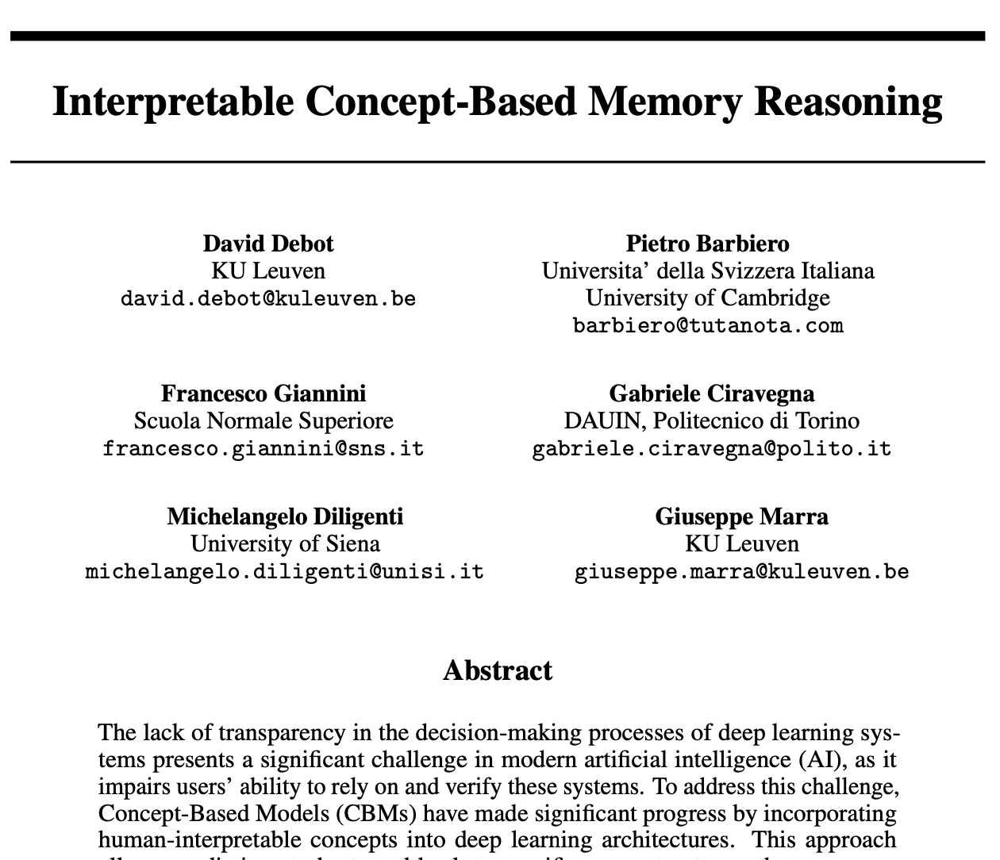 Interpretable Concept-Based Memory Reasoning
David Debot
KU Leuven
david.debot@kuleuven.be
Pietro Barbiero
Universita' della Svizzera Italiana
University of Cambridge
barbiero@tutanota.com
Francesco Giannini
Scuola Normale Superiore
francesco.giannini@sns.it
Gabriele Ciravegna
DAUIN, Politecnico di Torino
gabriele.ciravegna@polito.it
Michelangelo Diligenti
University of Siena
michelangelo.diligenti@unisi.it
Giuseppe Marra
KU Leuven
giuseppe.marra@kuleuven.be
Abstract
The lack of transparency in the decision-making processes of deep learning sys-
tems presents a significant challenge in modern artificial intelligence (AI), as it
impairs users' ability to rely on and verify these systems. To address this challenge,
Concept-Based Models (CBMs) have made significant progress by incorporating
human-interpretable concepts into deep learning architectures. This approach